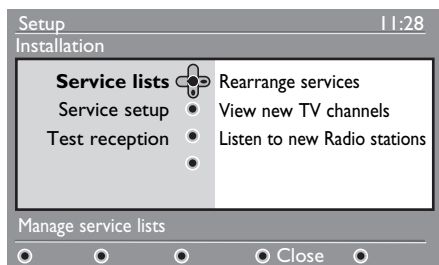 Setup 11:28
Installation
Service lists Rearrange services
Service setup View new TV channels
Test reception Listen to new Radio stations
Manage service lists
Close